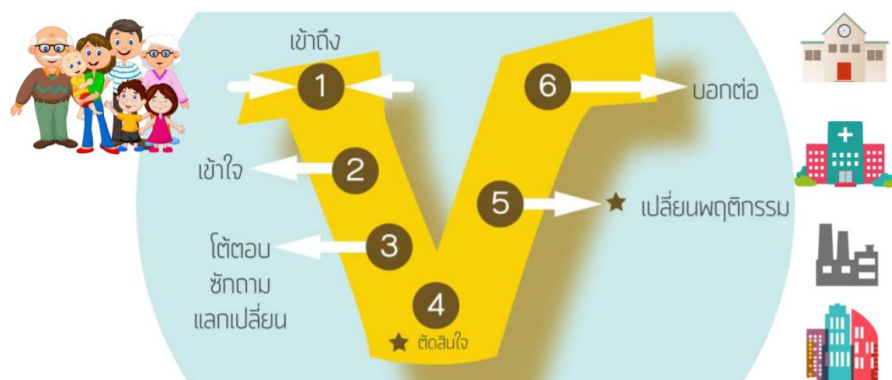 เข้าถึง
1
6
บอกต่อ
2
เข้าใจ
5
เปลี่ยนพฤติกรรม
3
โต้ตอบ
ซักถาม
แลกเปลี่ยน
4
ตัดสินใจ